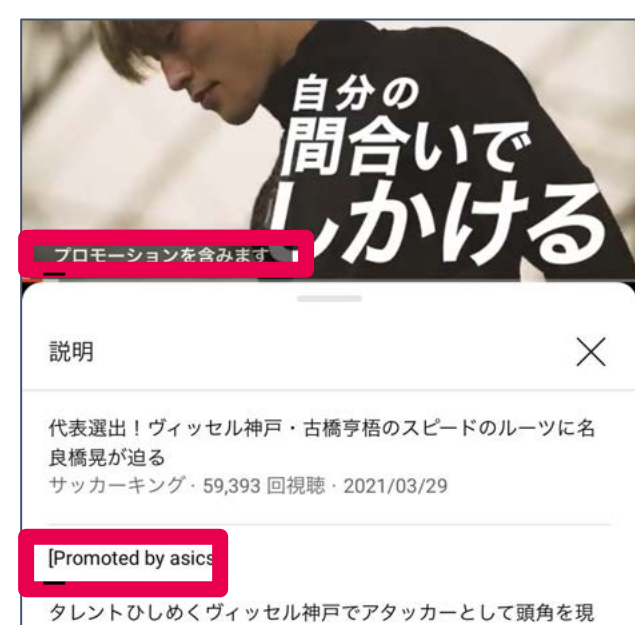 自分の
間合いで
しかける
プロモーションを含みます
説明
代表選出！ヴィッセル神戸・古橋亨梧のスピードのルーツに名
良橋晃が迫る
サッカーキング · 59,393 回視聴 · 2021/03/29
[Promoted by asics
タレントひしめくヴィッセル神戸でアタッカーとして頭角を現